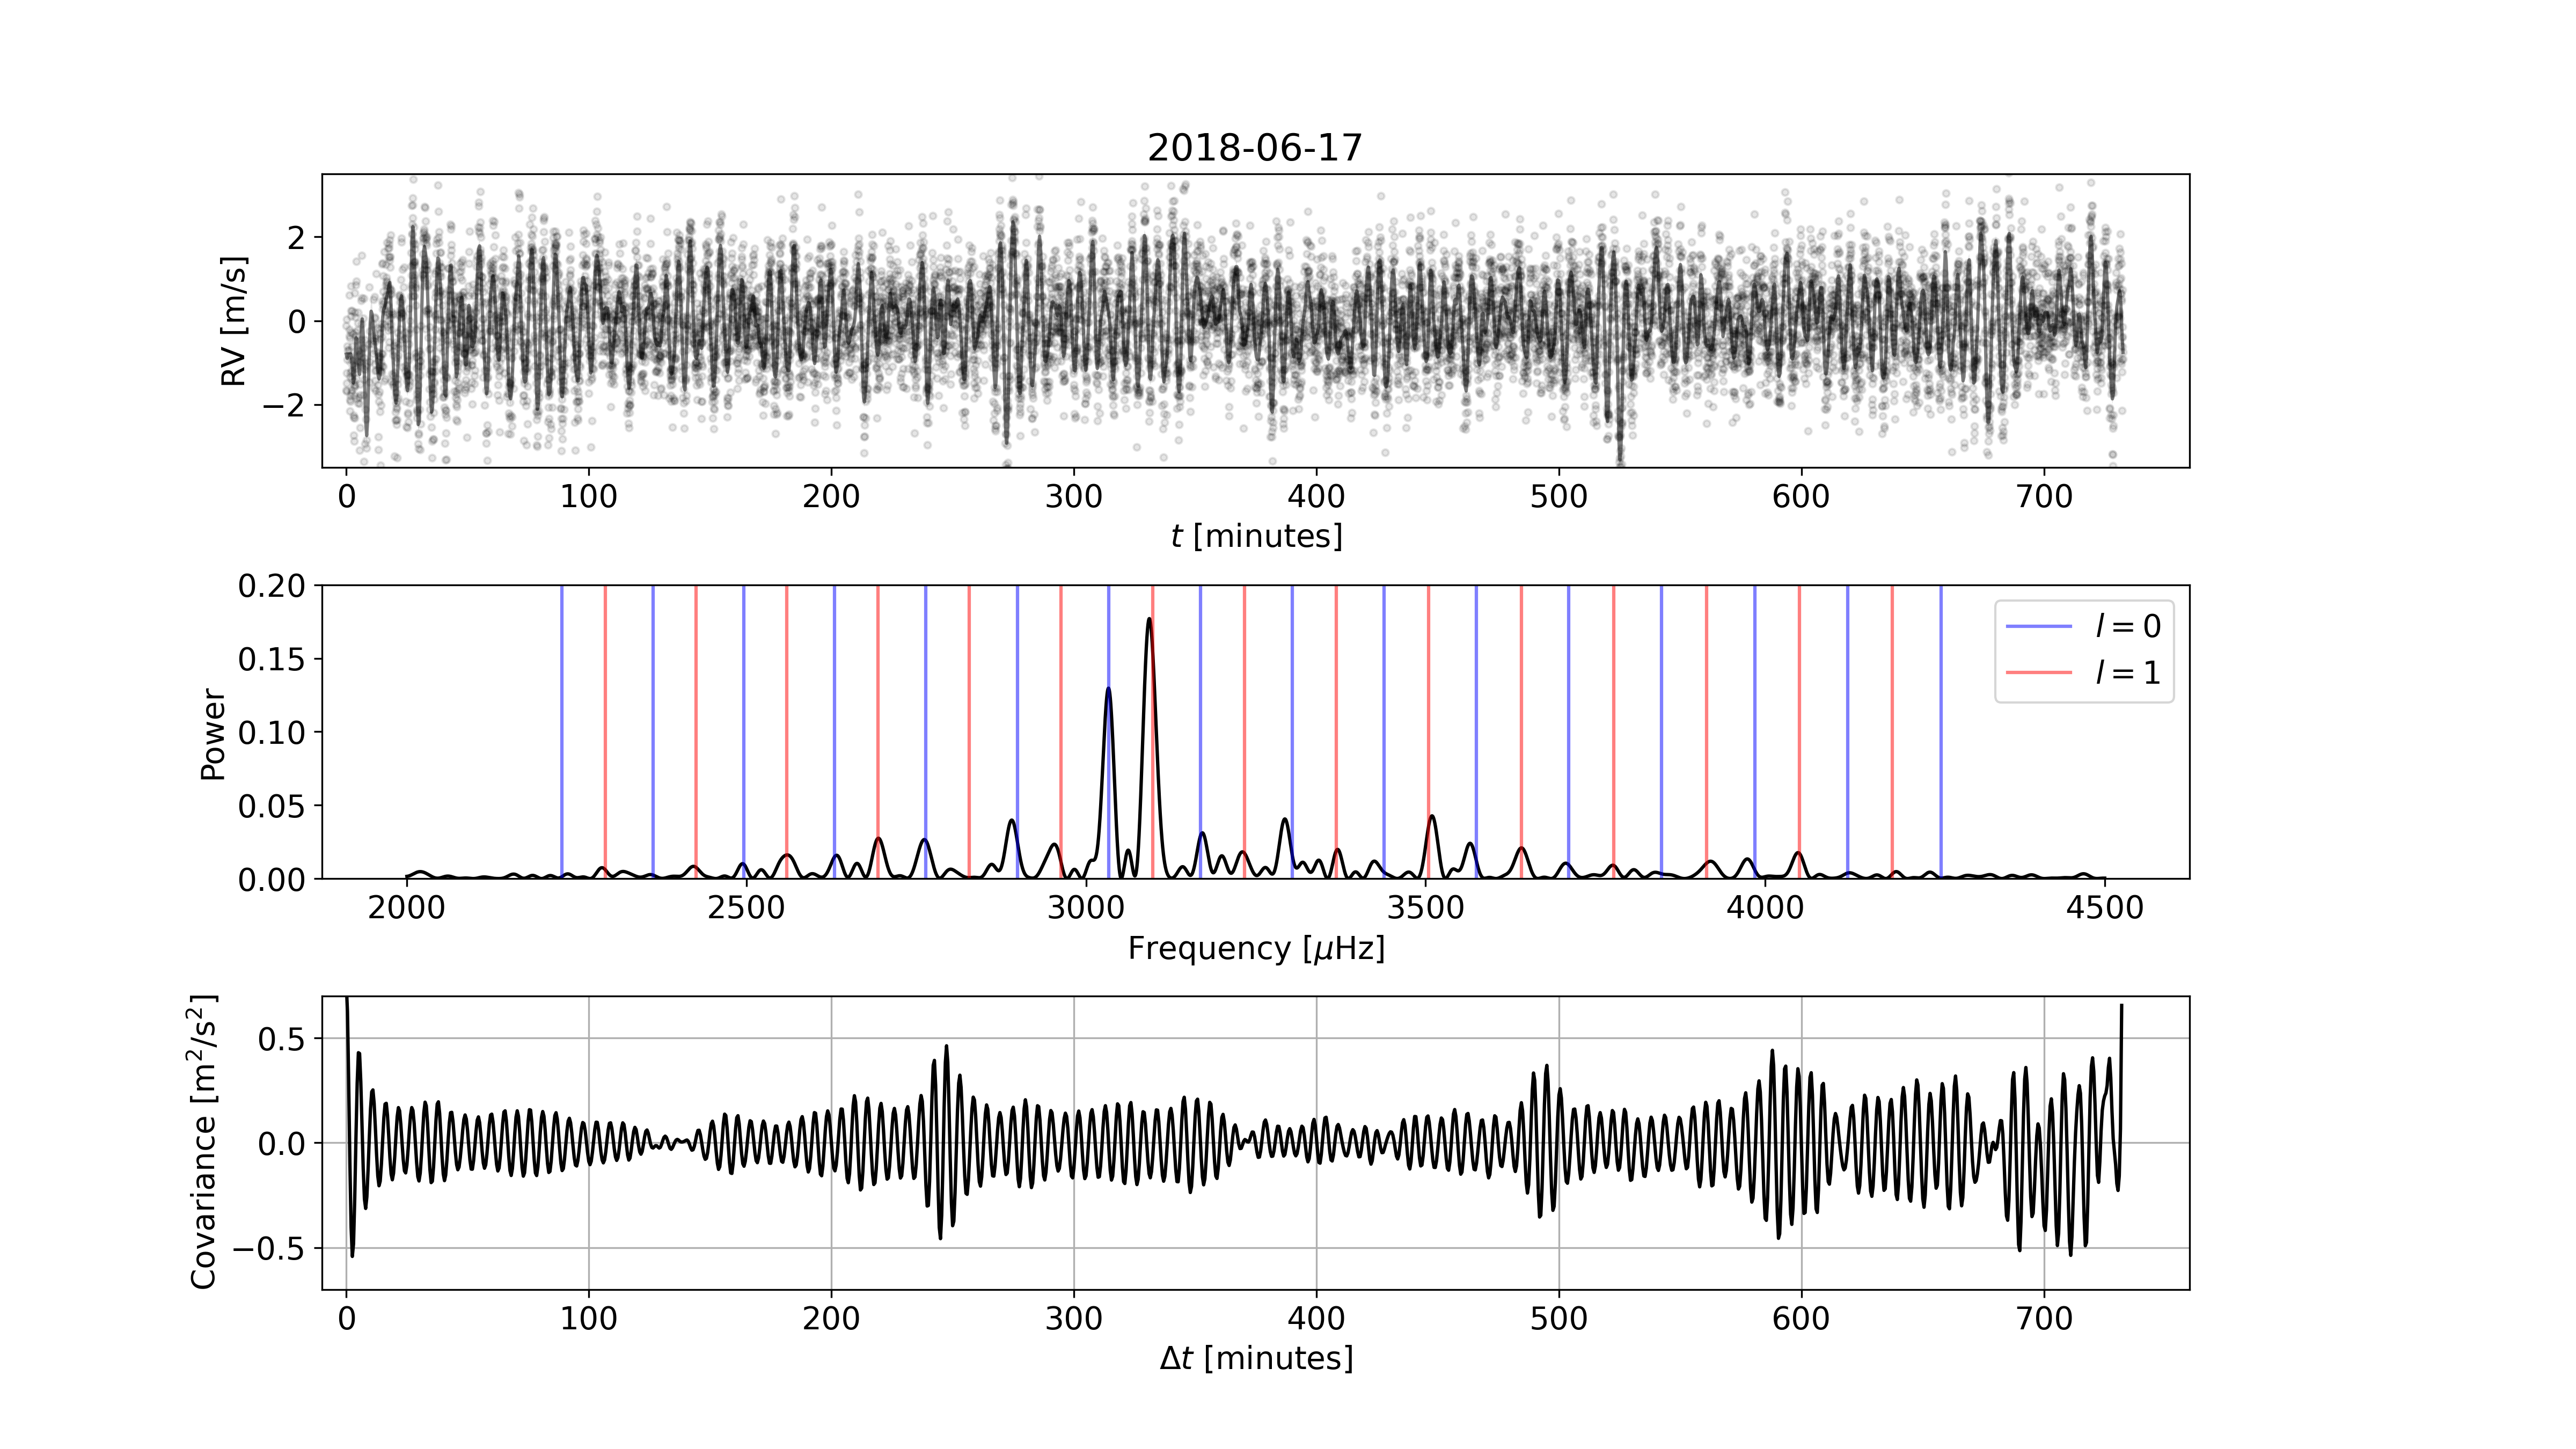 2018-06-17
RV [m/s]
2
0
−2
0 100 200 300 400 500 600 700
t [minutes]
Power
0.20
0.15
0.10
0.05
0.00
l = 0
l = 1
2000 2500 3000 3500 4000 4500
Frequency [μHz]
Covariance [m²/s²]
0.5
0.0
−0.5
0 100 200 300 400 500 600 700
Δt [minutes]